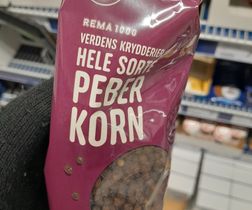 REMA 1000
VERDENS KRYDDERIER
HELE SORTE
PEBER
KORN